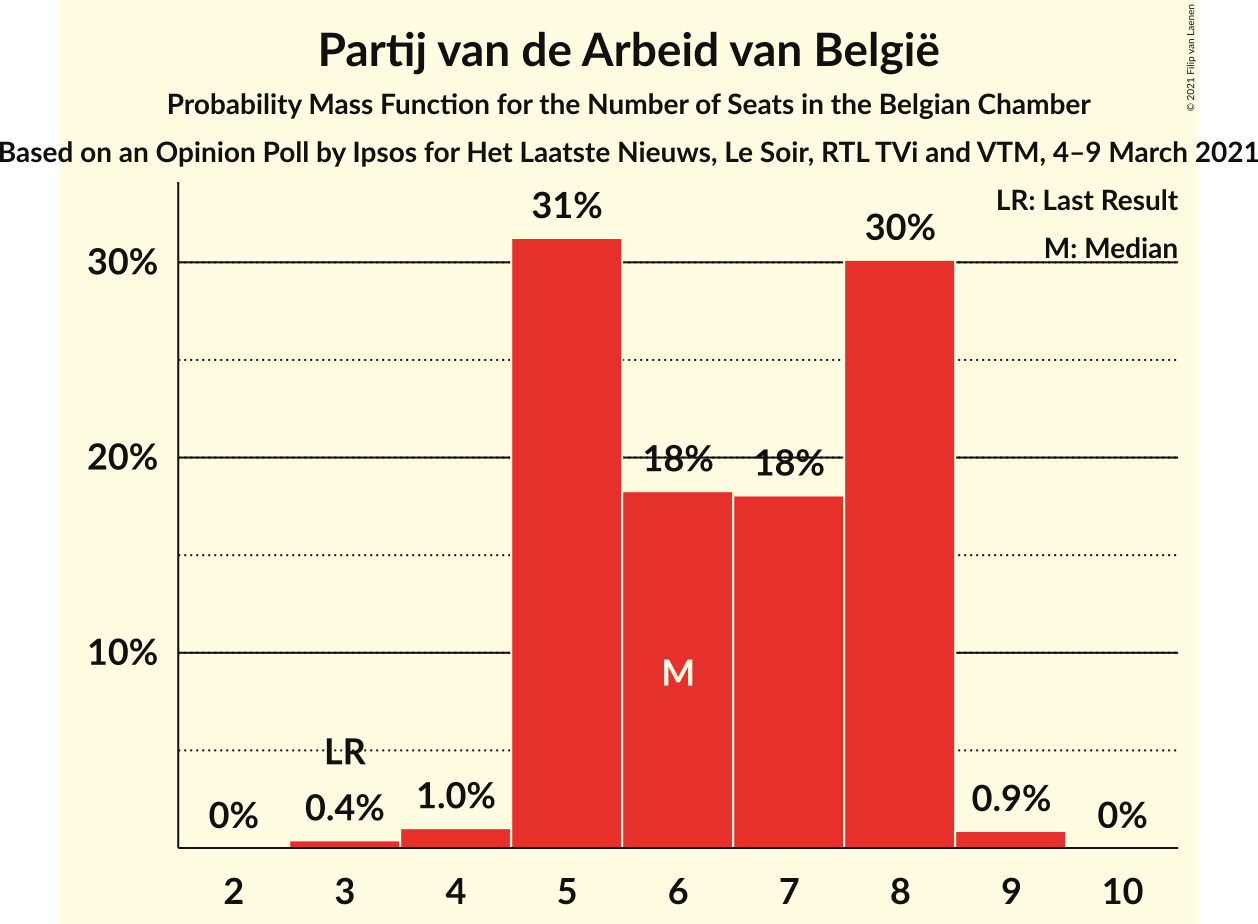 Partij van de Arbeid van België
Probability Mass Function for the Number of Seats in the Belgian Chamber
Based on an Opinion Poll by Ipsos for Het Laatste Nieuws, Le Soir, RTL TVi and VTM, 4–9 March 2021
© 2021 Filip van Laenen
LR: Last Result
M: Median
31%
30%
30%
20%
18%
18%
10%
M
LR
0%
0.4%
1.0%
0.9%
0%
2 3 4 5 6 7 8 9 10